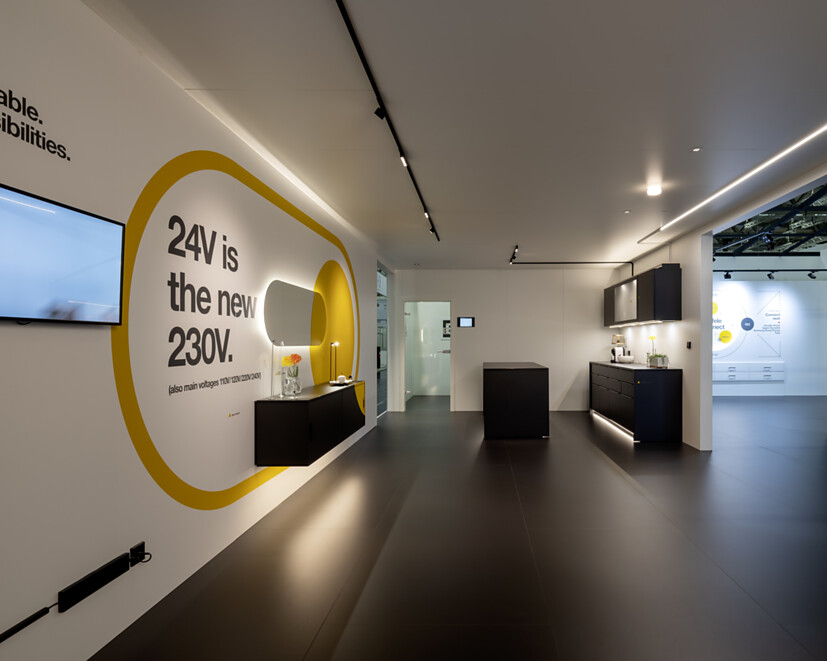 able.
ibilities.
24V is
the new
230V.
(also main voltages 110V/ 120V/ 220V/ 240V)